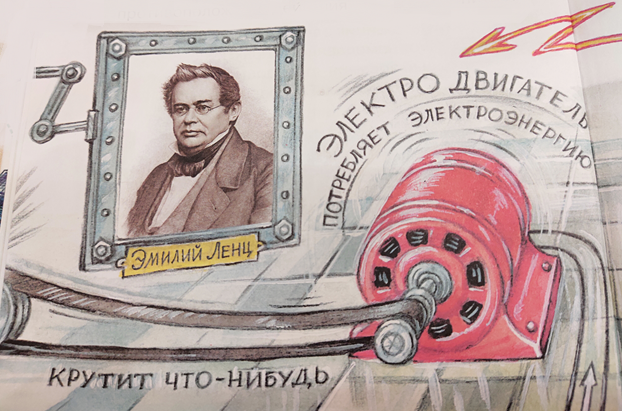 ЭЛЕКТРО ДВИГАТЕЛЬ
ПОТРЕБЛЯЕТ ЭЛЕКТРОЭНЕРГИЮ
ЭМИЛИЙ ЛЕНЦ
КРУТИТ ЧТО-НИБУДЬ